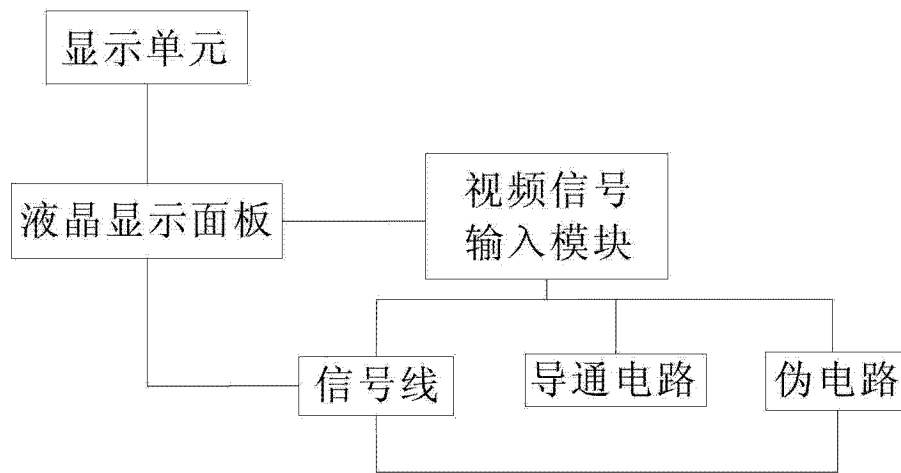 显示单元
液晶显示面板
视频信号
输入模块
信号线
导通电路
伪电路